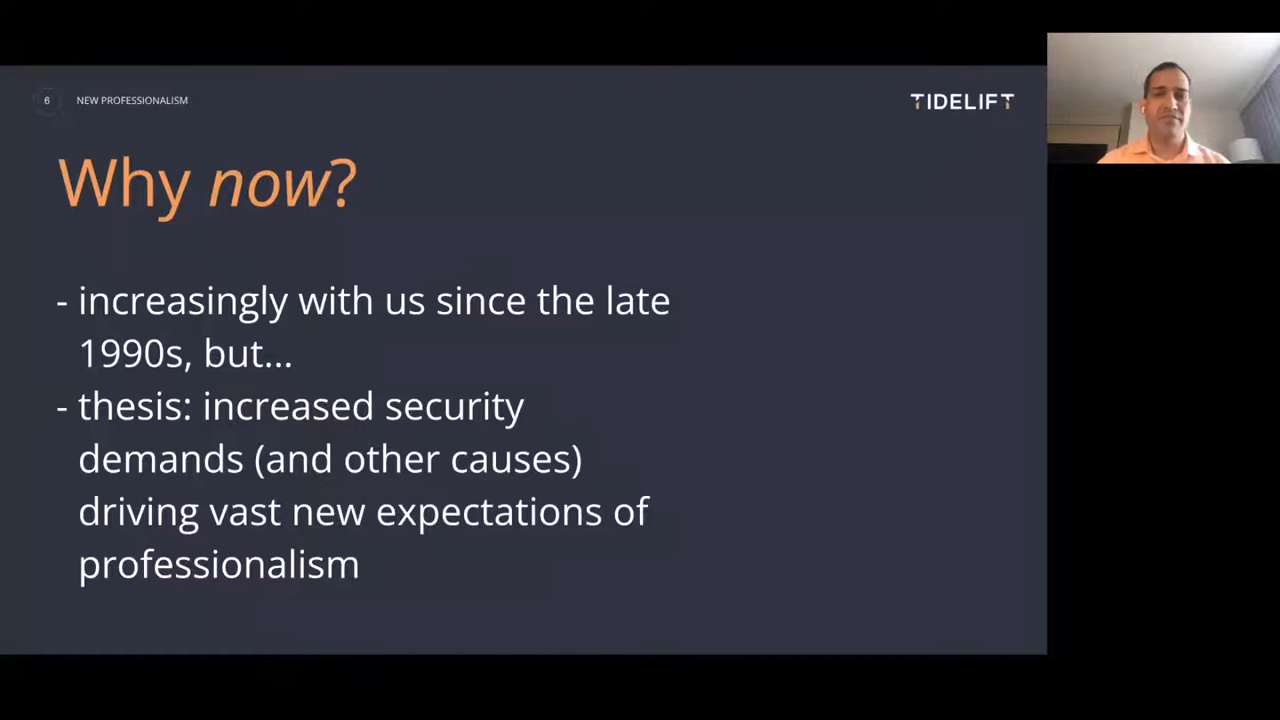 6
NEW PROFESSIONALISM
TIDELIFT
Why now?
- increasingly with us since the late
1990s, but...
- thesis: increased security
demands (and other causes)
driving vast new expectations of
professionalism